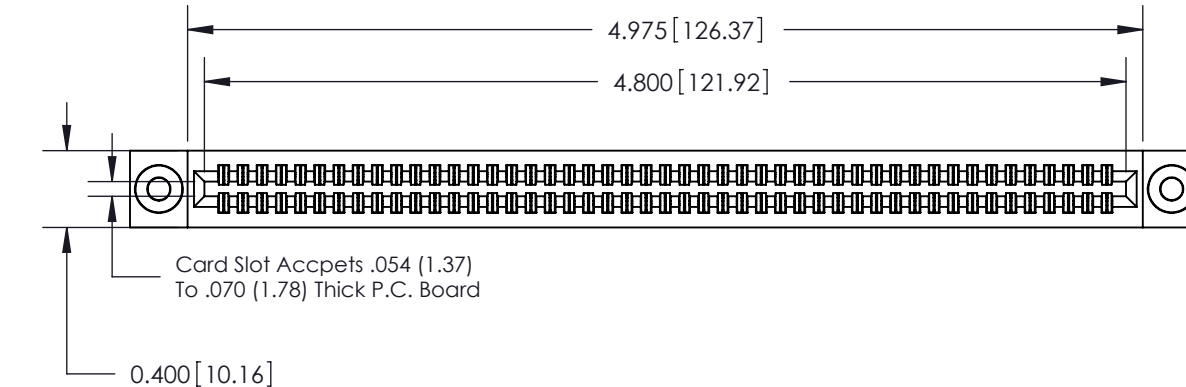 4.975 [126.37]
4.800 [121.92]
Card Slot Accpets .054 (1.37)
To .070 (1.78) Thick P.C. Board
0.400 [10.16]